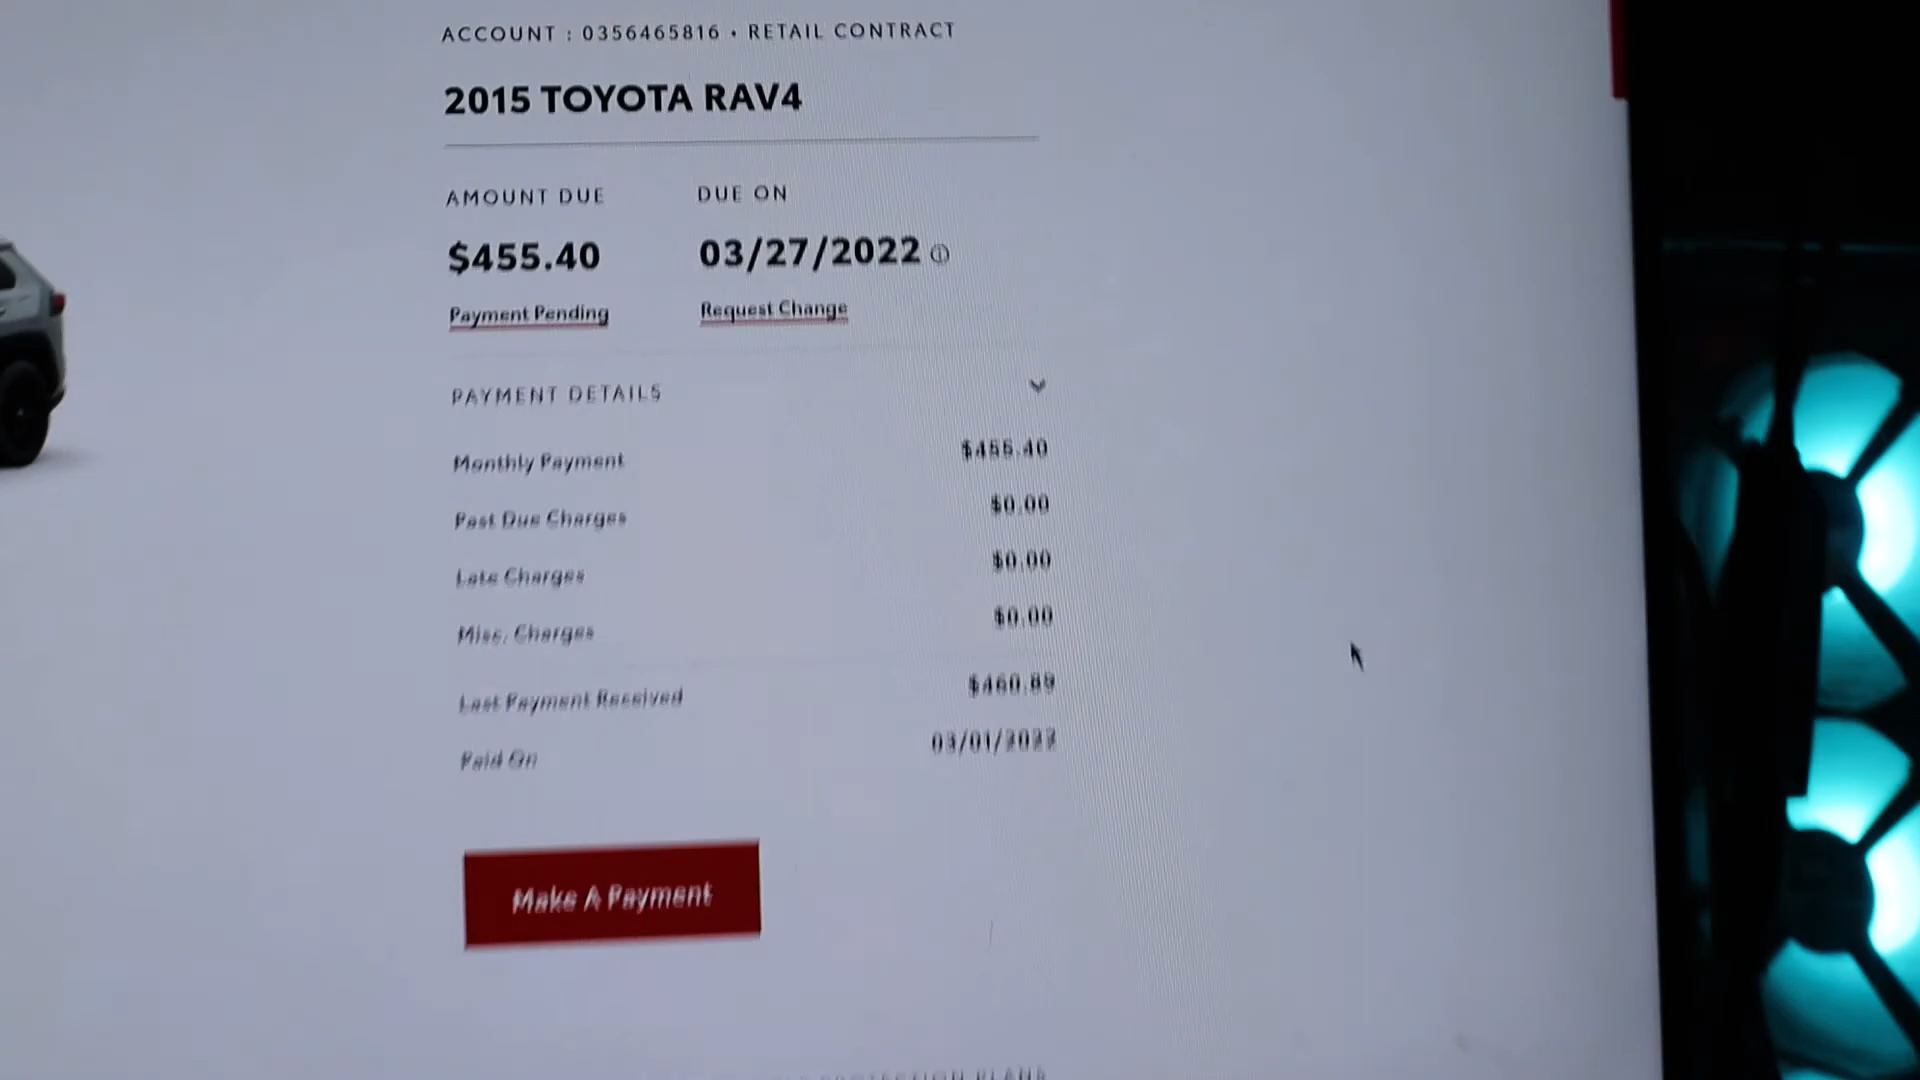 ACCOUNT : 0356465816 • RETAIL CONTRACT
2015 TOYOTA RAV4
AMOUNT DUE DUE ON
$455.40 03/27/2022
Payment Pending Request Change
PAYMENT DETAILS
Monthly Payment $455.40
Past Due Charges $0.00
Late Charges $0.00
Misc. Charges $0.00
Last Payment Received $460.89
Paid On 03/01/2022
Make A Payment
PROTECTION PLANS